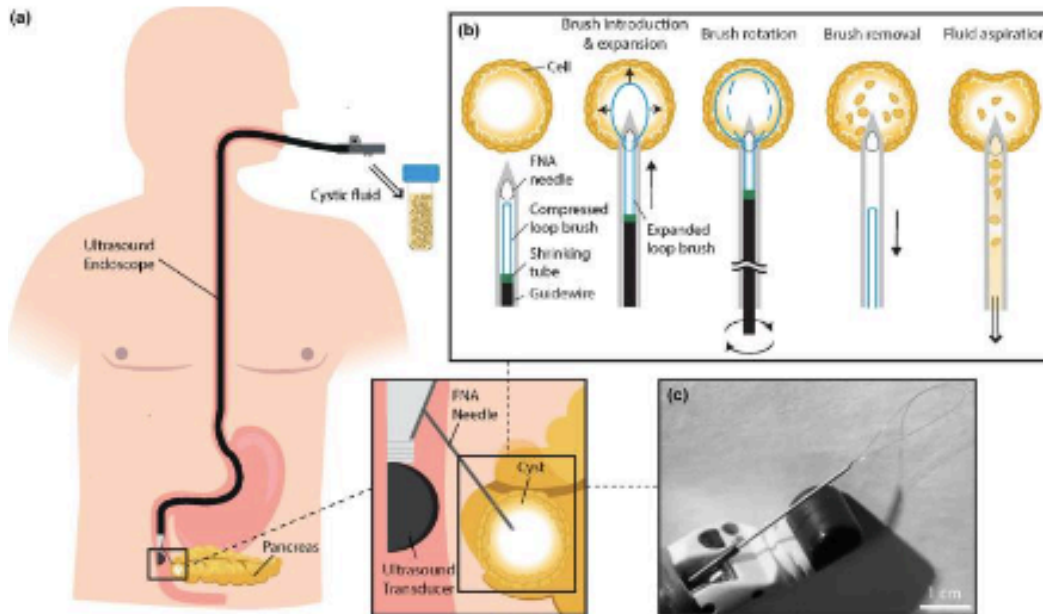 (a)
Cystic fluid
Ultrasound
Endoscope
Pancreas
(b)
Brush introduction
& expansion
Brush rotation
Brush removal
Fluid aspiration
Cell
FNA
needle
Compressed
loop brush
Shrinking
tube
Guidewire
Expanded
loop brush
FNA
Needle
Cyst
Ultrasound
Transducer
(c)
1 cm